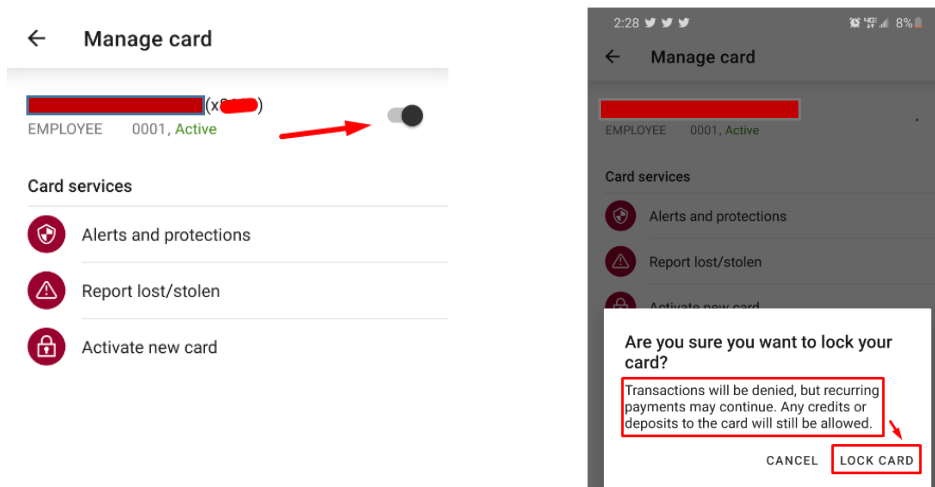 Manage card
(x
EMPLOYEE 0001, Active
Card services
Alerts and protections
Report lost/stolen
Activate new card
2:28 8%
Manage card
EMPLOYEE 0001, Active
Card services
Alerts and protections
Report lost/stolen
Activate new card
Are you sure you want to lock your
card?
Transactions will be denied, but recurring
payments may continue. Any credits or
deposits to the card will still be allowed.
CANCEL LOCK CARD